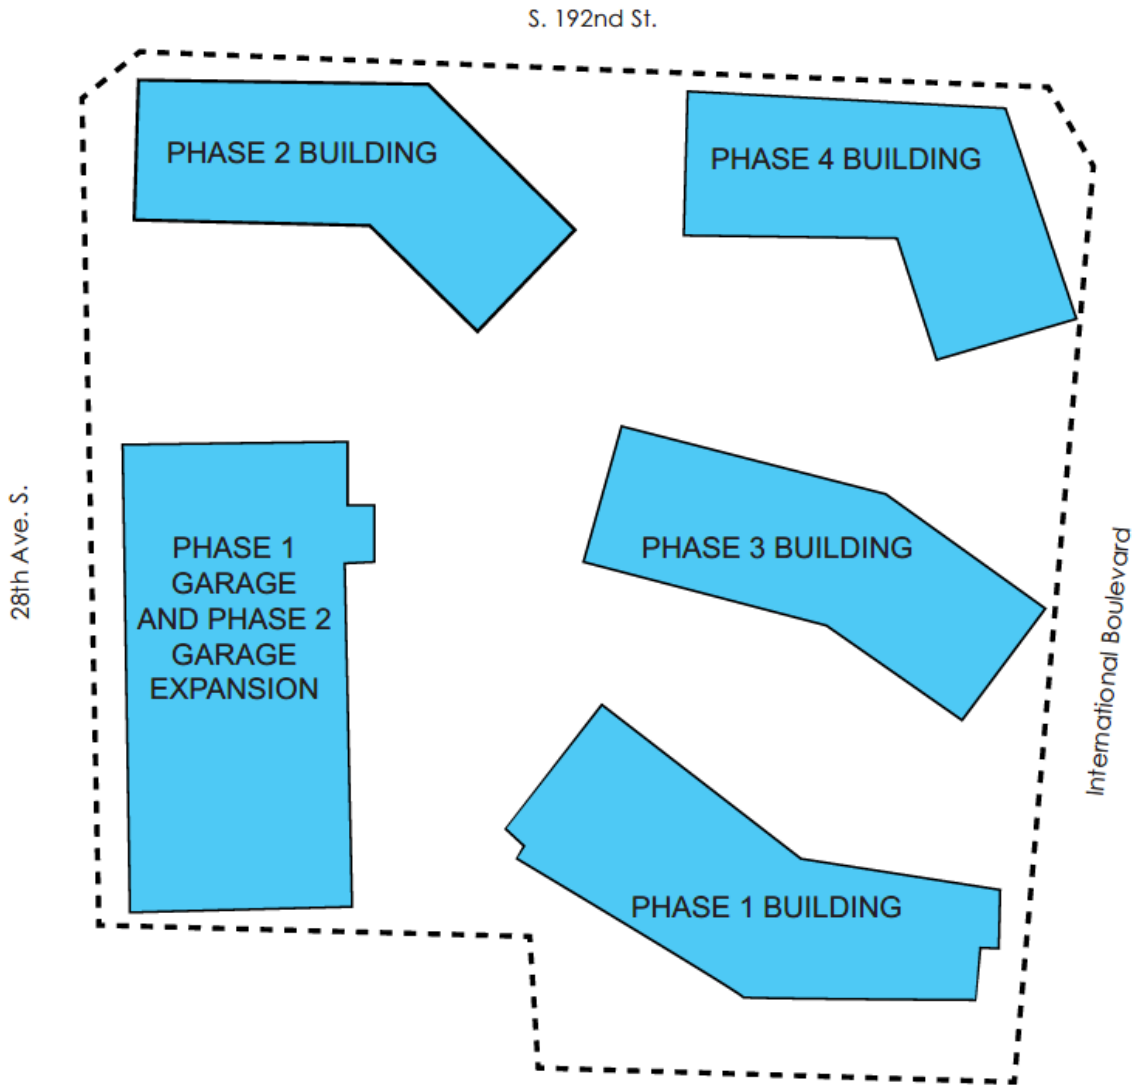 S. 192nd St.
PHASE 2 BUILDING
PHASE 4 BUILDING
28th Ave. S.
PHASE 1
GARAGE
AND PHASE 2
GARAGE
EXPANSION
PHASE 3 BUILDING
International Boulevard
PHASE 1 BUILDING